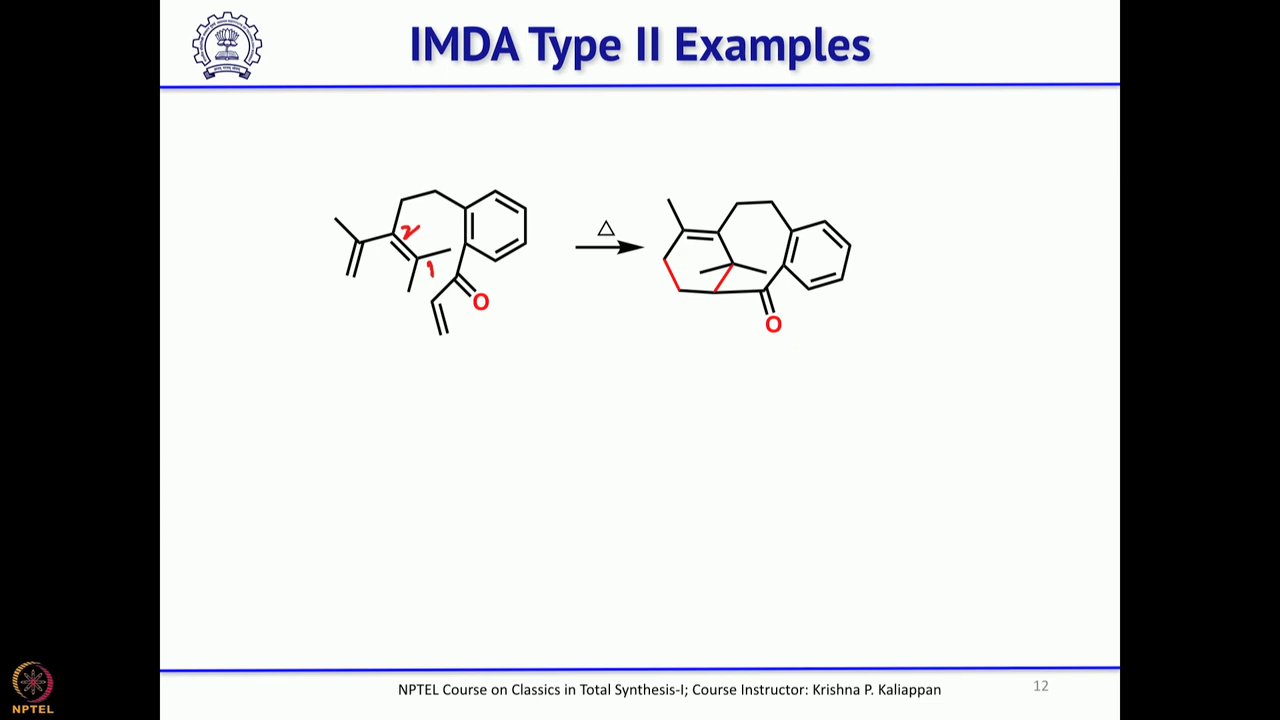 IMDA Type II Examples
2
1
O
O
NPTEL Course on Classics in Total Synthesis-I; Course Instructor: Krishna P. Kaliappan
12
NPTEL